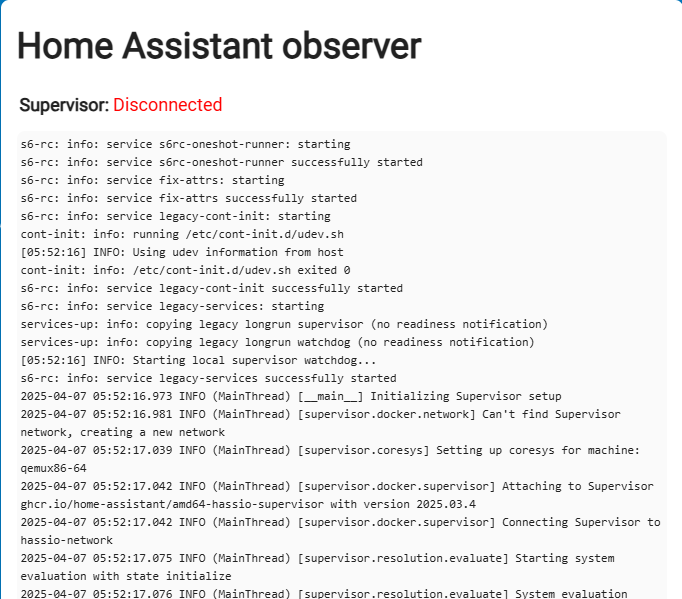 Home Assistant observer
Supervisor: Disconnected
s6-rc: info: service s6rc-oneshot-runner: starting
s6-rc: info: service s6rc-oneshot-runner successfully started
s6-rc: info: service fix-attrs: starting
s6-rc: info: service fix-attrs successfully started
s6-rc: info: service legacy-cont-init: starting
cont-init: info: running /etc/cont-init.d/udev.sh
[05:52:16] INFO: Using udev information from host
cont-init: info: /etc/cont-init.d/udev.sh exited 0
s6-rc: info: service legacy-cont-init successfully started
s6-rc: info: service legacy-services: starting
services-up: info: copying legacy longrun supervisor (no readiness notification)
services-up: info: copying legacy longrun watchdog (no readiness notification)
[05:52:16] INFO: Starting local supervisor watchdog...
s6-rc: info: service legacy-services successfully started
2025-04-07 05:52:16.973 INFO (MainThread) [__main__] Initializing Supervisor setup
2025-04-07 05:52:16.981 INFO (MainThread) [supervisor.docker.network] Can't find Supervisor
network, creating a new network
2025-04-07 05:52:17.039 INFO (MainThread) [supervisor.coresys] Setting up coresys for machine:
qemux86-64
2025-04-07 05:52:17.042 INFO (MainThread) [supervisor.docker.supervisor] Attaching to Supervisor
ghcr.io/home-assistant/amd64-hassio-supervisor with version 2025.03.4
2025-04-07 05:52:17.042 INFO (MainThread) [supervisor.docker.supervisor] Connecting Supervisor to
hassio-network
2025-04-07 05:52:17.075 INFO (MainThread) [supervisor.resolution.evaluate] Starting system
evaluation with state initialize
2025-04-07 05:52:17.076 INFO (MainThread) [supervisor.resolution.evaluate] System evaluation